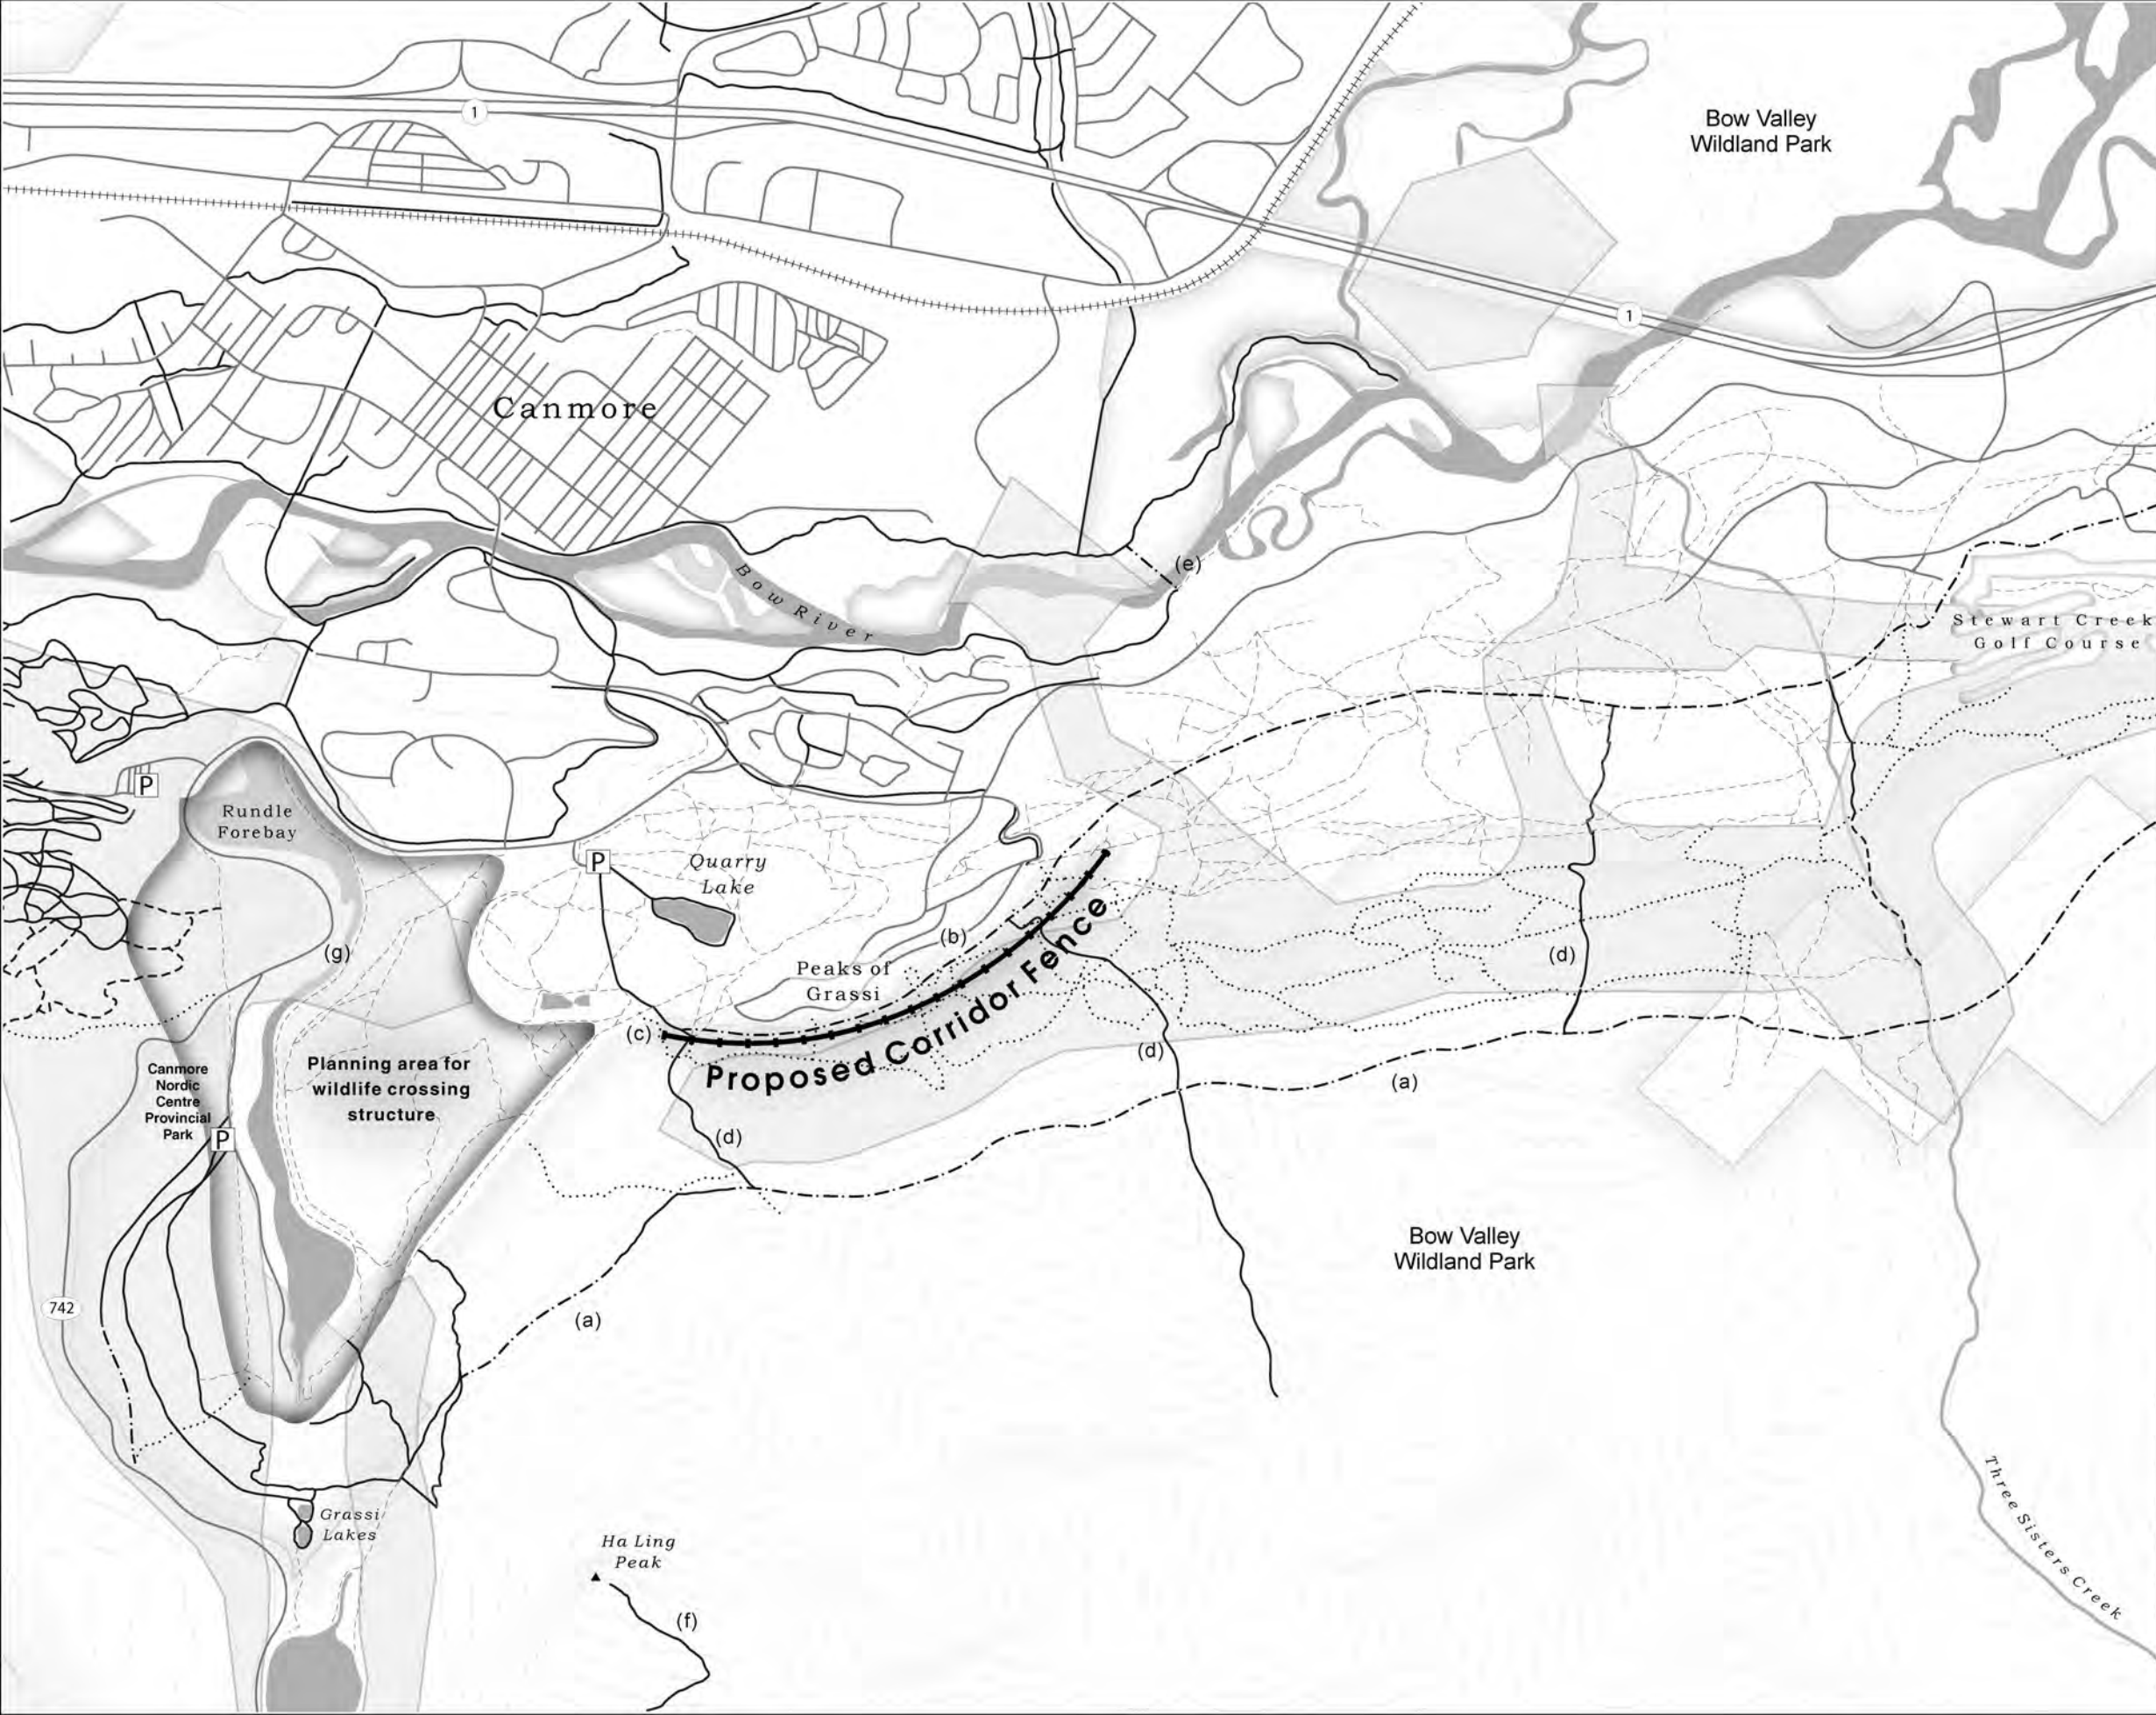 Bow Valley
Wildland Park
1
1
Canmore
(e)
Bow River
Stewart Creek
Golf Course
P
Rundle
Forebay
P
Quarry
Lake
(b)
(g)
(d)
Peaks of
Grassi
(c)
Proposed Corridor Fence
(d)
Planning area for
wildlife crossing
structure
Canmore
Nordic
Centre
Provincial
Park
P
(a)
(d)
Bow Valley
Wildland Park
742
(a)
Grassi
Lakes
Ha Ling
Peak
(f)
Three Sisters Creek